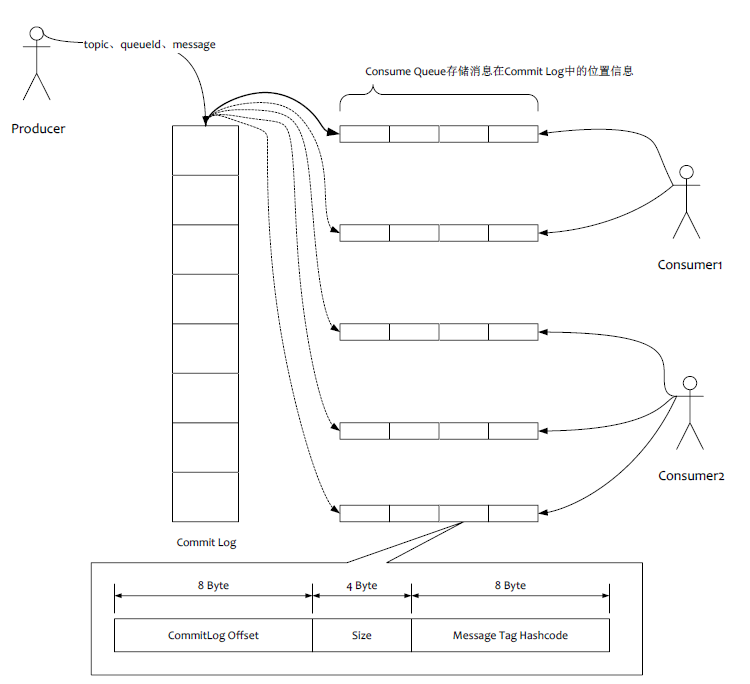 topic、queueId、message
Consume Queue存储消息在Commit Log中的位置信息
Producer
Consumer1
Consumer2
Commit Log
8 Byte
4 Byte
8 Byte
CommitLog Offset
Size
Message Tag Hashcode